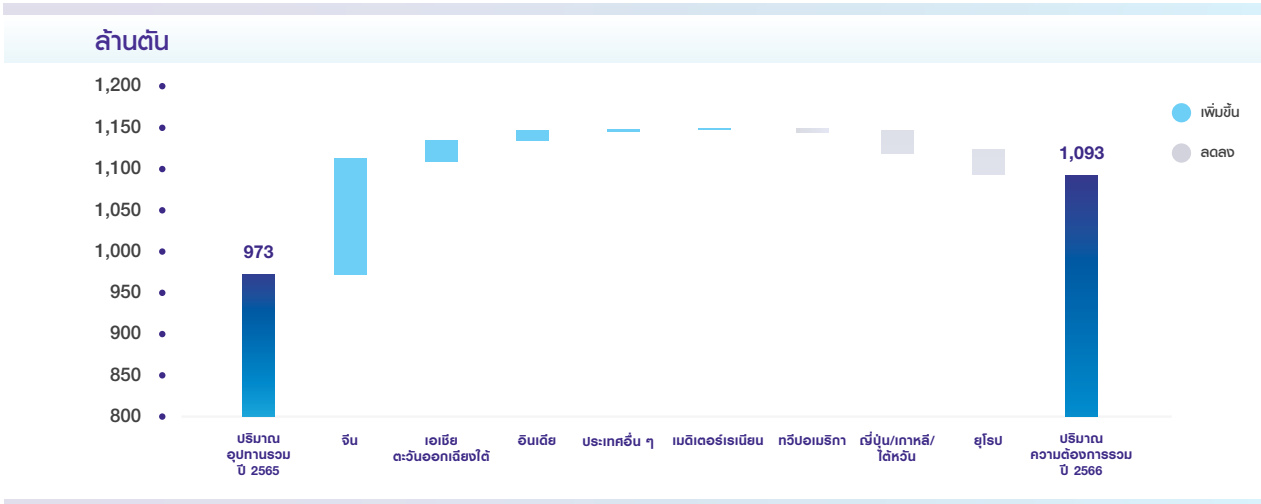 ล้านตัน
1,200
1,150
1,100
1,050
1,000
950
900
850
800
973
1,093
เพิ่มขึ้น
ลดลง
ปริมาณ
อุปทานรวม
ปี 2565
จีน
เอเชีย
ตะวันออกเฉียงใต้
อินเดีย
ประเทศอื่น ๆ
เมดิเตอร์เรเนียน
ทวีปอเมริกา
ญี่ปุ่น/เกาหลี/
ไต้หวัน
ยุโรป
ปริมาณ
ความต้องการรวม
ปี 2566